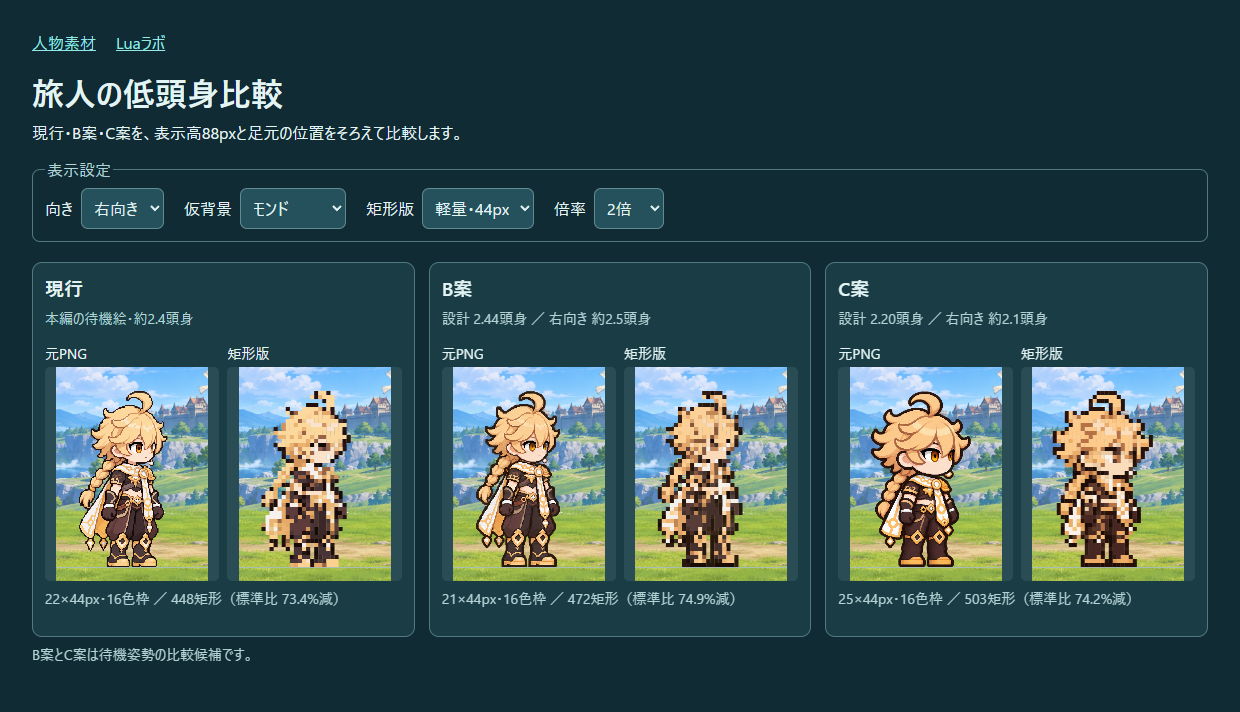 人物素材 Luaラボ
旅人の低頭身比較
現行・B案・C案を、表示高88pxと足元の位置をそろえて比較します。
表示設定
向き 右向き 仮背景 モンド 矩形版 軽量・44px 倍率 2倍
現行
本編の待機絵・約2.4頭身
元PNG 矩形版
22×44px・16色枠 ／ 448矩形（標準比 73.4%減）
B案
設計 2.44頭身 ／ 右向き 約2.5頭身
元PNG 矩形版
21×44px・16色枠 ／ 472矩形（標準比 74.9%減）
C案
設計 2.20頭身 ／ 右向き 約2.1頭身
元PNG 矩形版
25×44px・16色枠 ／ 503矩形（標準比 74.2%減）
B案とC案は待機姿勢の比較候補です。